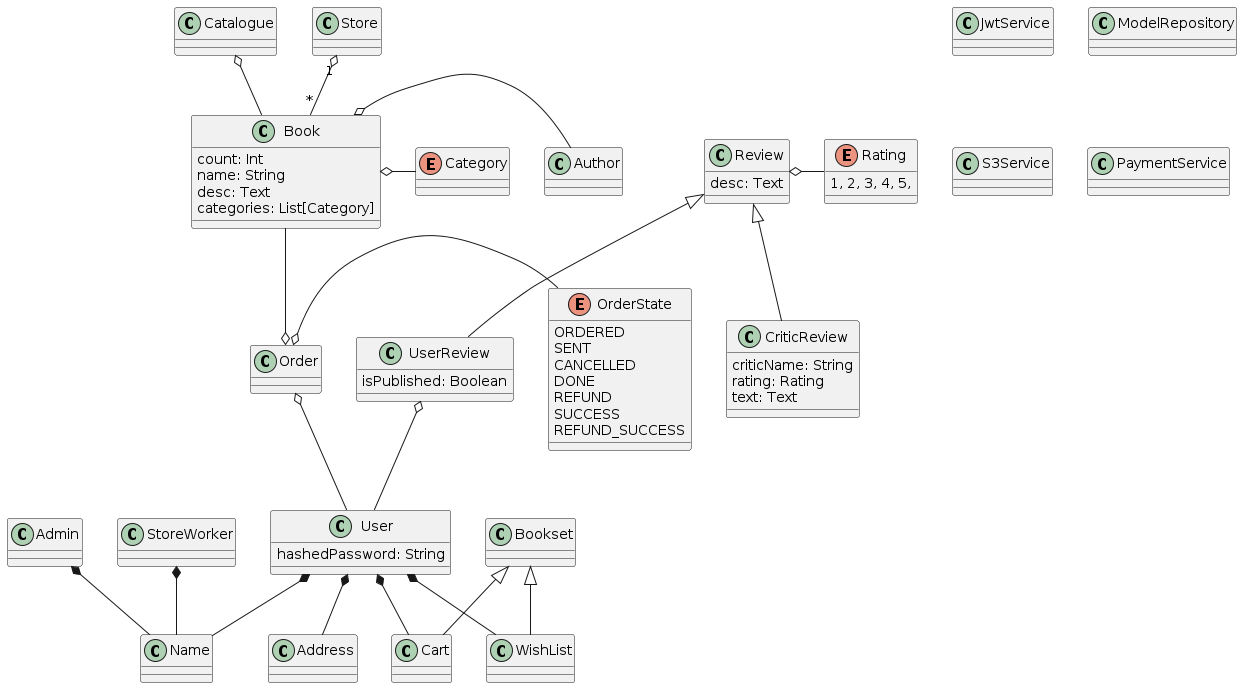 C Catalogue
C Store
C JwtService
C ModelRepository
1
*
C Book
count: Int
name: String
desc: Text
categories: List[Category]
E Category
C Author
C Review
desc: Text
E Rating
1, 2, 3, 4, 5,
C S3Service
C PaymentService
C Order
C UserReview
isPublished: Boolean
E OrderState
ORDERED
SENT
CANCELLED
DONE
REFUND
SUCCESS
REFUND_SUCCESS
C CriticReview
criticName: String
rating: Rating
text: Text
C Admin
C StoreWorker
C User
hashedPassword: String
C Bookset
C Name
C Address
C Cart
C WishList